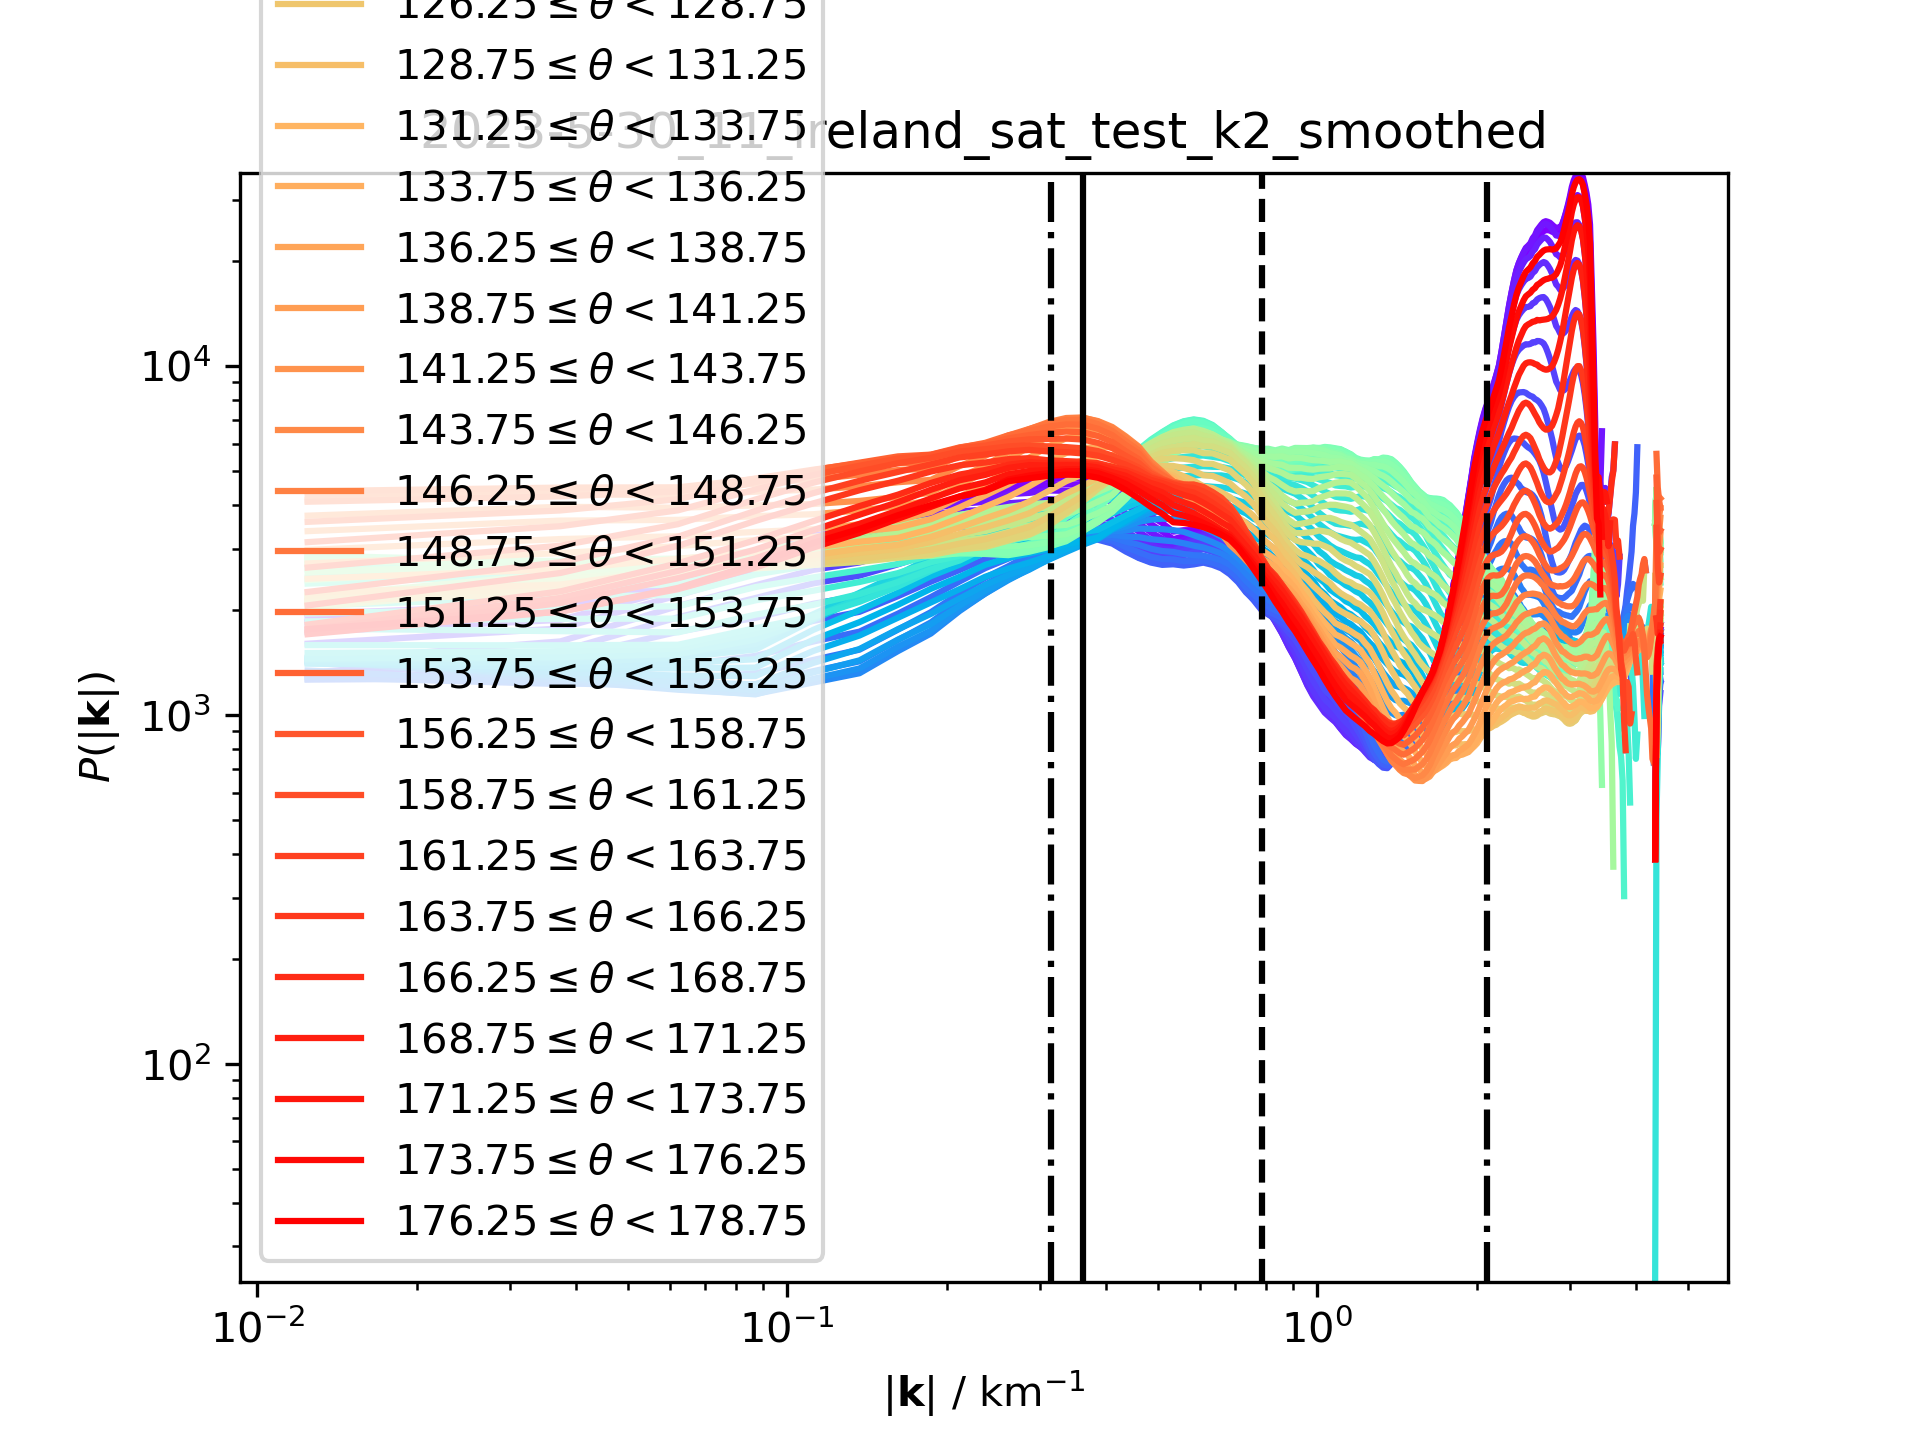 126.25 ≤ θ < 128.75
128.75 ≤ θ < 131.25
131.25 ≤ θ < 133.75
2023-5-30_11_ireland_sat_test_k2_smoothed
133.75 ≤ θ < 136.25
136.25 ≤ θ < 138.75
138.75 ≤ θ < 141.25
141.25 ≤ θ < 143.75
143.75 ≤ θ < 146.25
146.25 ≤ θ < 148.75
148.75 ≤ θ < 151.25
151.25 ≤ θ < 153.75
153.75 ≤ θ < 156.25
156.25 ≤ θ < 158.75
158.75 ≤ θ < 161.25
161.25 ≤ θ < 163.75
163.75 ≤ θ < 166.25
166.25 ≤ θ < 168.75
168.75 ≤ θ < 171.25
171.25 ≤ θ < 173.75
173.75 ≤ θ < 176.25
176.25 ≤ θ < 178.75
10⁴
10³
10²
P(|k|)
10⁻²
10⁻¹
10⁰
|k| / km⁻¹